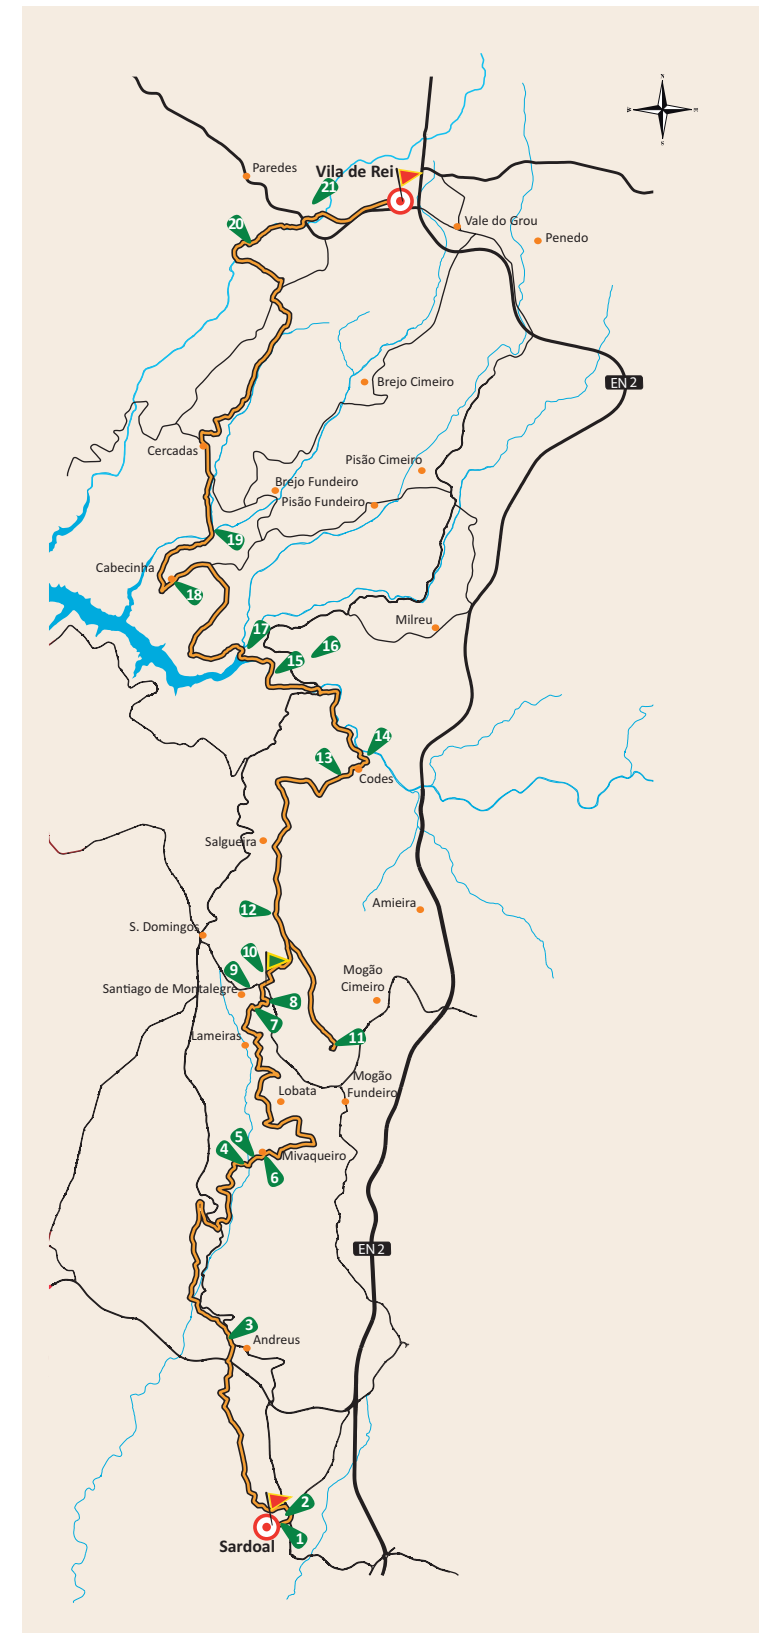 N
S
Paredes
Vila de Rei
21
20
Vale do Grou
Penedo
EN 2
Brejo Cimeiro
Cercadas
Pisão Cimeiro
Brejo Fundeiro
Pisão Fundeiro
19
Cabecinha
18
Milreu
17
16
15
14
13
Codes
Salgueira
12
Amieira
S. Domingos
10
9
Mogão
Cimeiro
Santiago de Montalegre
8
7
Lameiras
11
Mogão
Fundeiro
Lobata
5
4
Mivaqueiro
6
EN 2
3
Andreus
2
1
Sardoal